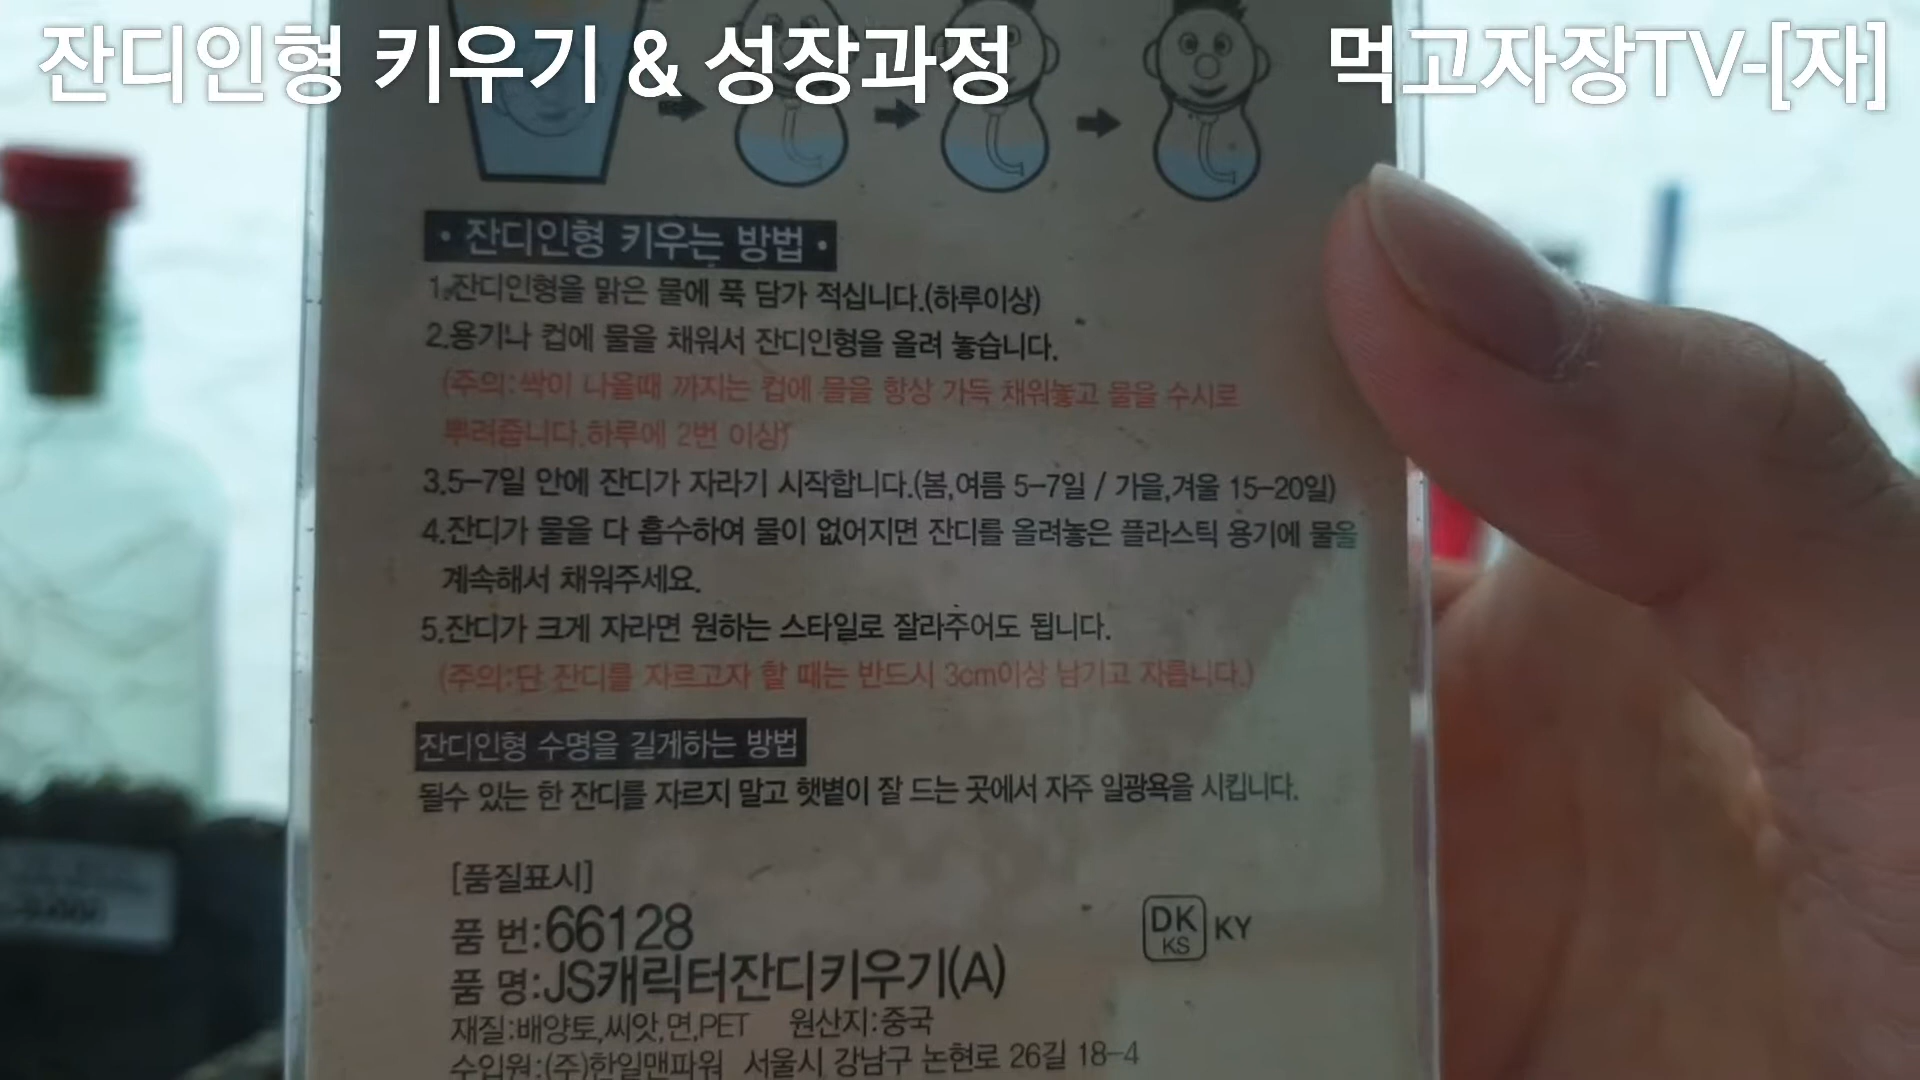 잔디인형 키우기 & 성장과정
먹고자장TV-[자]
· 잔디인형 키우는 방법 ·
1.잔디인형을 맑은 물에 푹 담가 적십니다.(하루이상)
2.용기나 컵에 물을 채워서 잔디인형을 올려 놓습니다.
(주의:싹이 나올때 까지는 컵에 물을 항상 가득 채워놓고 물을 수시로
뿌려줍니다.하루에 2번 이상)
3.5-7일 안에 잔디가 자라기 시작합니다.(봄,여름 5-7일 / 가을,겨울 15-20일)
4.잔디가 물을 다 흡수하여 물이 없어지면 잔디를 올려놓은 플라스틱 용기에 물을
계속해서 채워주세요.
5.잔디가 크게 자라면 원하는 스타일로 잘라주어도 됩니다.
(주의:단 잔디를 자르고자 할 때는 반드시 3cm이상 남기고 자릅니다.)
잔디인형 수명을 길게하는 방법
될수 있는 한 잔디를 자르지 말고 햇볕이 잘 드는 곳에서 자주 일광욕을 시킵니다.
[품질표시]
품 번:66128
DK KS KY
품 명:JS캐릭터잔디키우기(A)
재질:배양토,씨앗,면,PET 원산지:중국
수입원:(주)한일맨파워 서울시 강남구 논현로 26길 18-4